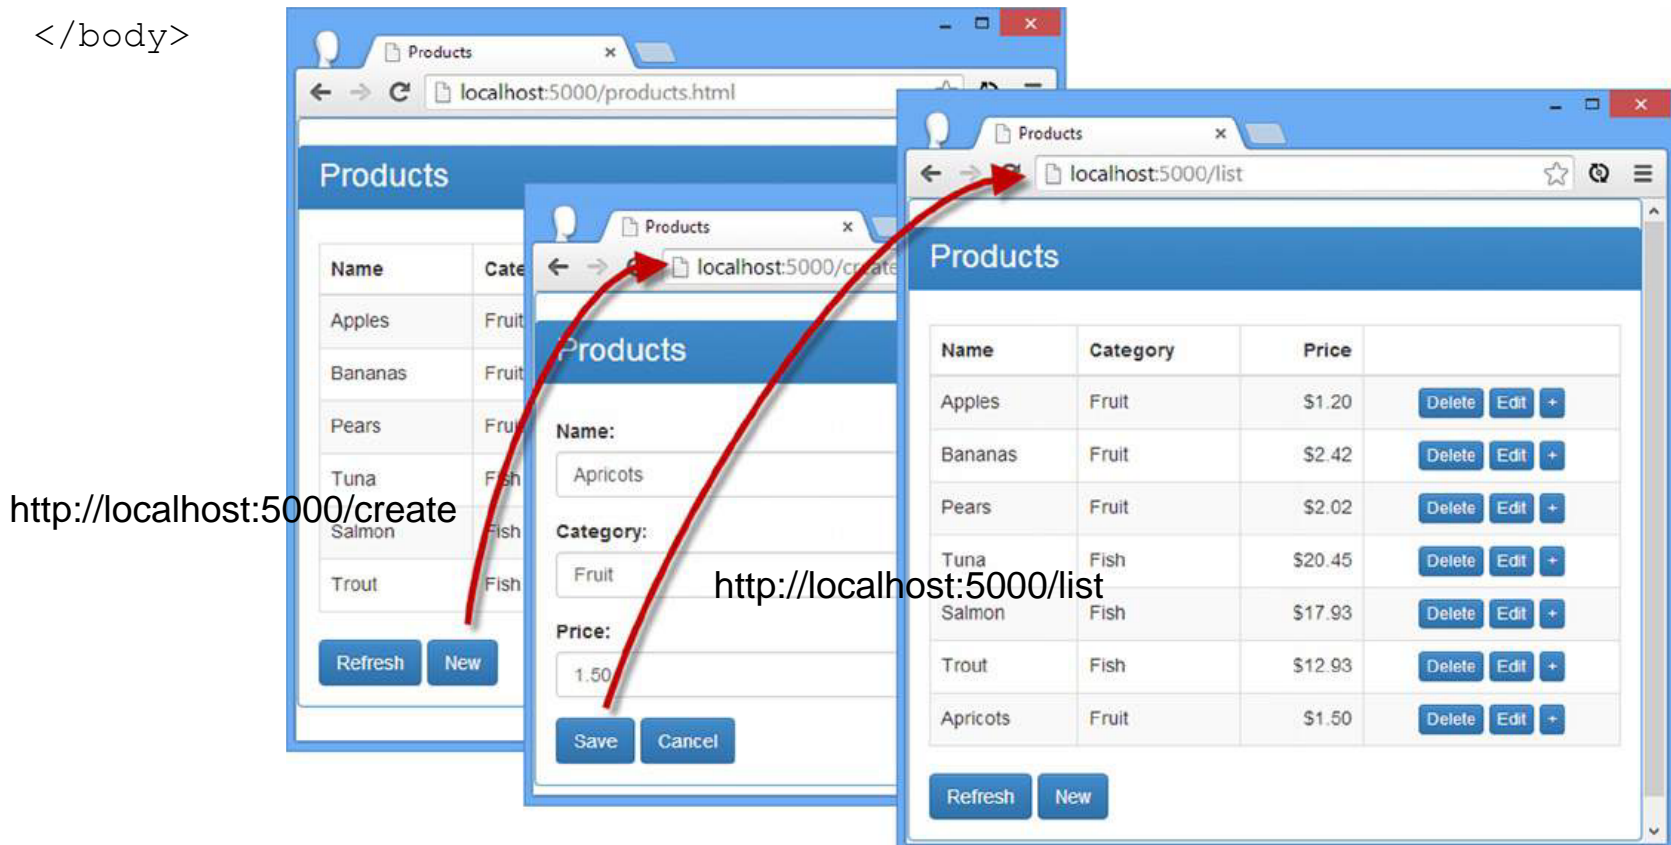 </body>
Products
localhost:5000/products.html
Products
Name Cate
Apples Fruit
Bananas Fruit
Pears Fruit
Tuna Fish
Salmon Fish
Trout Fish
Refresh New
http://localhost:5000/create
Products
localhost:5000/create
Products
Name:
Apricots
Category:
Fruit
Price:
1.50
Save Cancel
http://localhost:5000/list
Products
localhost:5000/list
Products
Name Category Price
Apples Fruit $1.20 Delete Edit +
Bananas Fruit $2.42 Delete Edit +
Pears Fruit $2.02 Delete Edit +
Tuna Fish $20.45 Delete Edit +
Salmon Fish $17.93 Delete Edit +
Trout Fish $12.93 Delete Edit +
Apricots Fruit $1.50 Delete Edit +
Refresh New